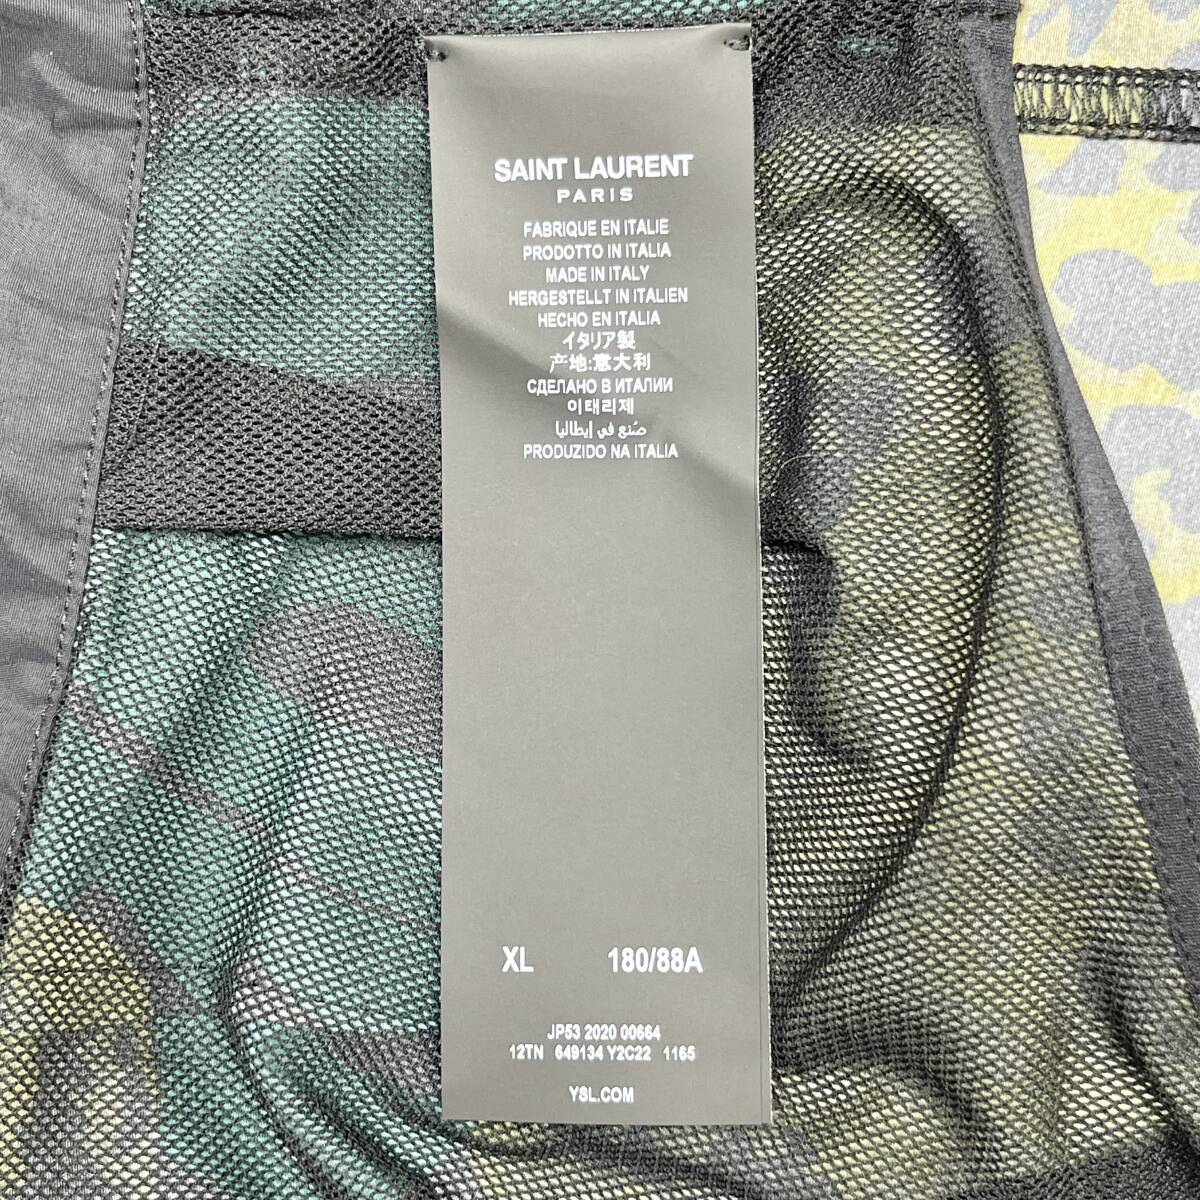 SAINT LAURENT
PARIS
FABRIQUE EN ITALIE
PRODOTTO IN ITALIA
MADE IN ITALY
HERGESTELLT IN ITALIEN
HECHO EN ITALIA
イタリア製
产地:意大利
СДЕЛАНО В ИТАЛИИ
이태리제
صنع في إيطاليا
PRODUZIDO NA ITALIA
XL 180/88A
JP53 2020 00664
12TN 649134 Y2C22 1165
YSL.COM